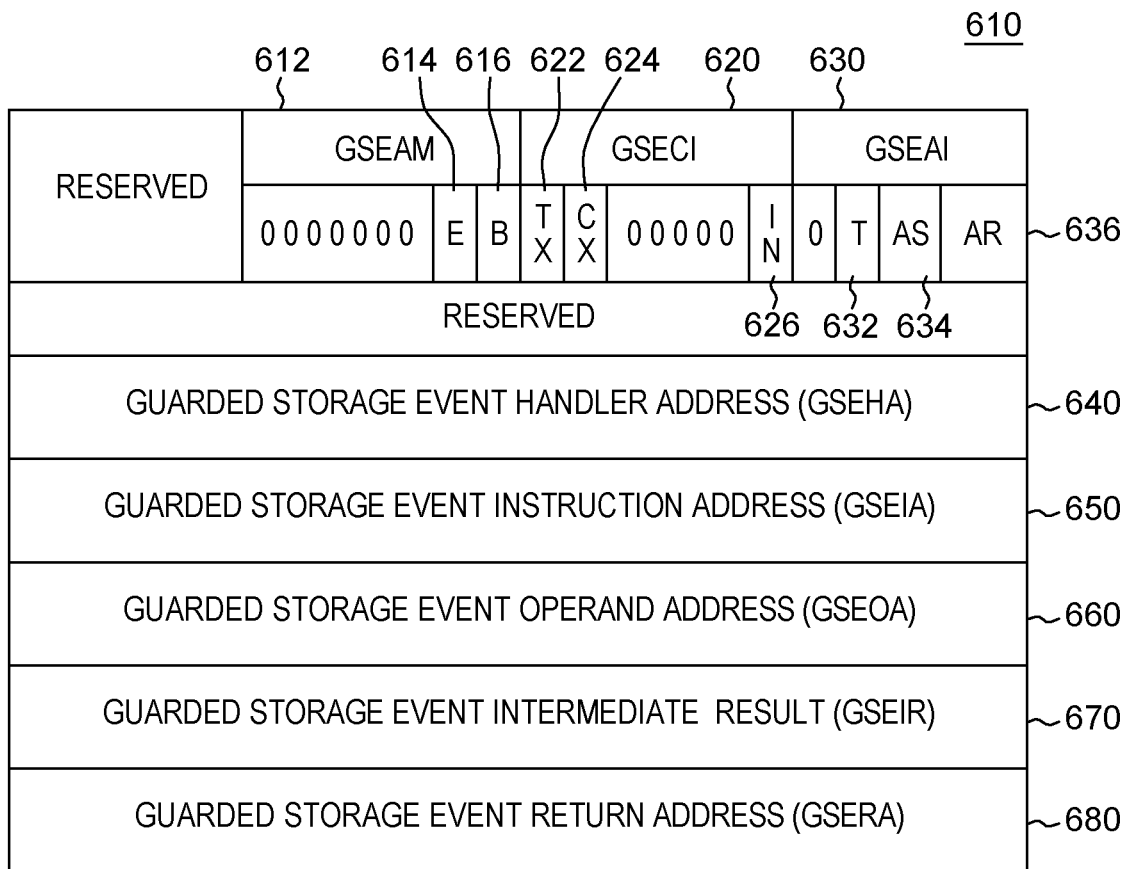 610
612 614 616 622 624 620 630
RESERVED GSEAM GSECI GSEAI
0000000 E B TX CX 00000 IN 0 T AS AR 636
RESERVED 626 632 634
GUARDED STORAGE EVENT HANDLER ADDRESS (GSEHA) 640
GUARDED STORAGE EVENT INSTRUCTION ADDRESS (GSEIA) 650
GUARDED STORAGE EVENT OPERAND ADDRESS (GSEOA) 660
GUARDED STORAGE EVENT INTERMEDIATE RESULT (GSEIR) 670
GUARDED STORAGE EVENT RETURN ADDRESS (GSERA) 680